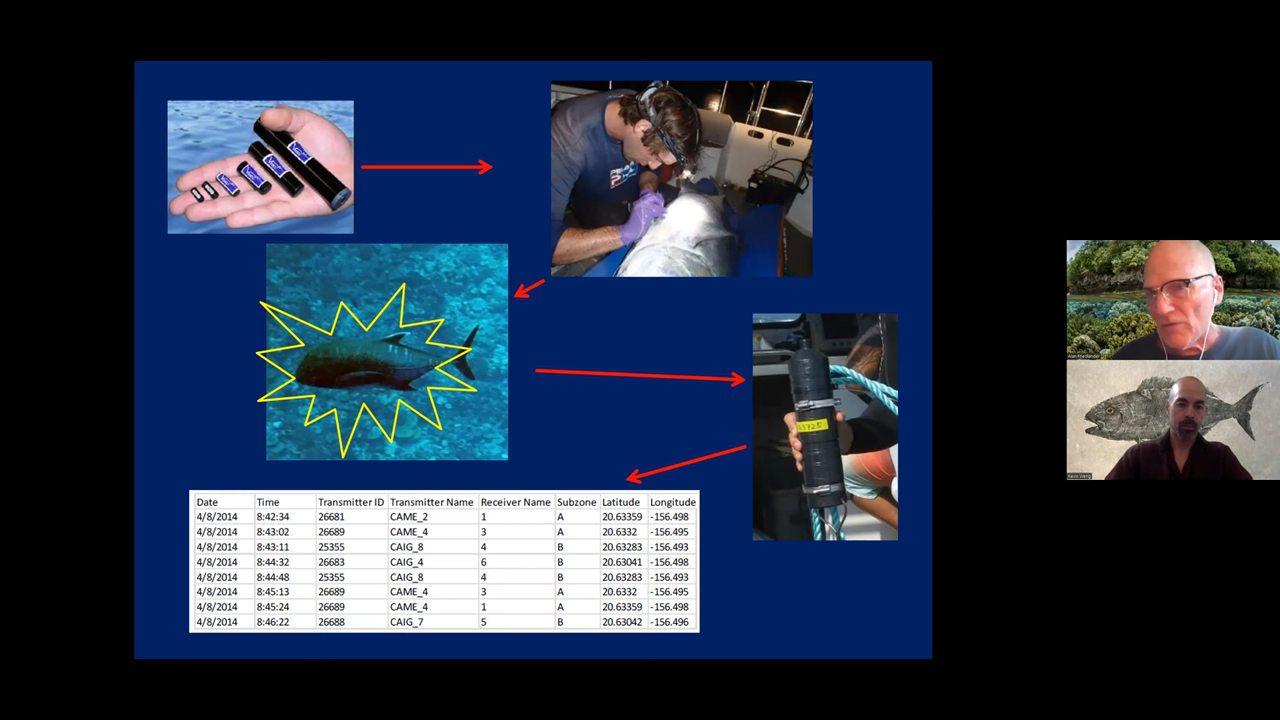 Date Time Transmitter ID Transmitter Name Receiver Name Subzone Latitude Longitude
4/8/2014 8:42:34 26681 CAME_2 1 A 20.63359 -156.498
4/8/2014 8:43:02 26689 CAME_4 3 A 20.6332 -156.495
4/8/2014 8:43:11 25355 CAIG_8 4 B 20.63283 -156.493
4/8/2014 8:44:32 26683 CAIG_4 6 B 20.63041 -156.498
4/8/2014 8:44:48 25355 CAIG_8 4 B 20.63283 -156.493
4/8/2014 8:45:13 26689 CAME_4 3 A 20.6332 -156.495
4/8/2014 8:45:24 26689 CAME_4 1 A 20.63359 -156.498
4/8/2014 8:46:22 26688 CAIG_7 5 B 20.63042 -156.496
Alan Friedlander